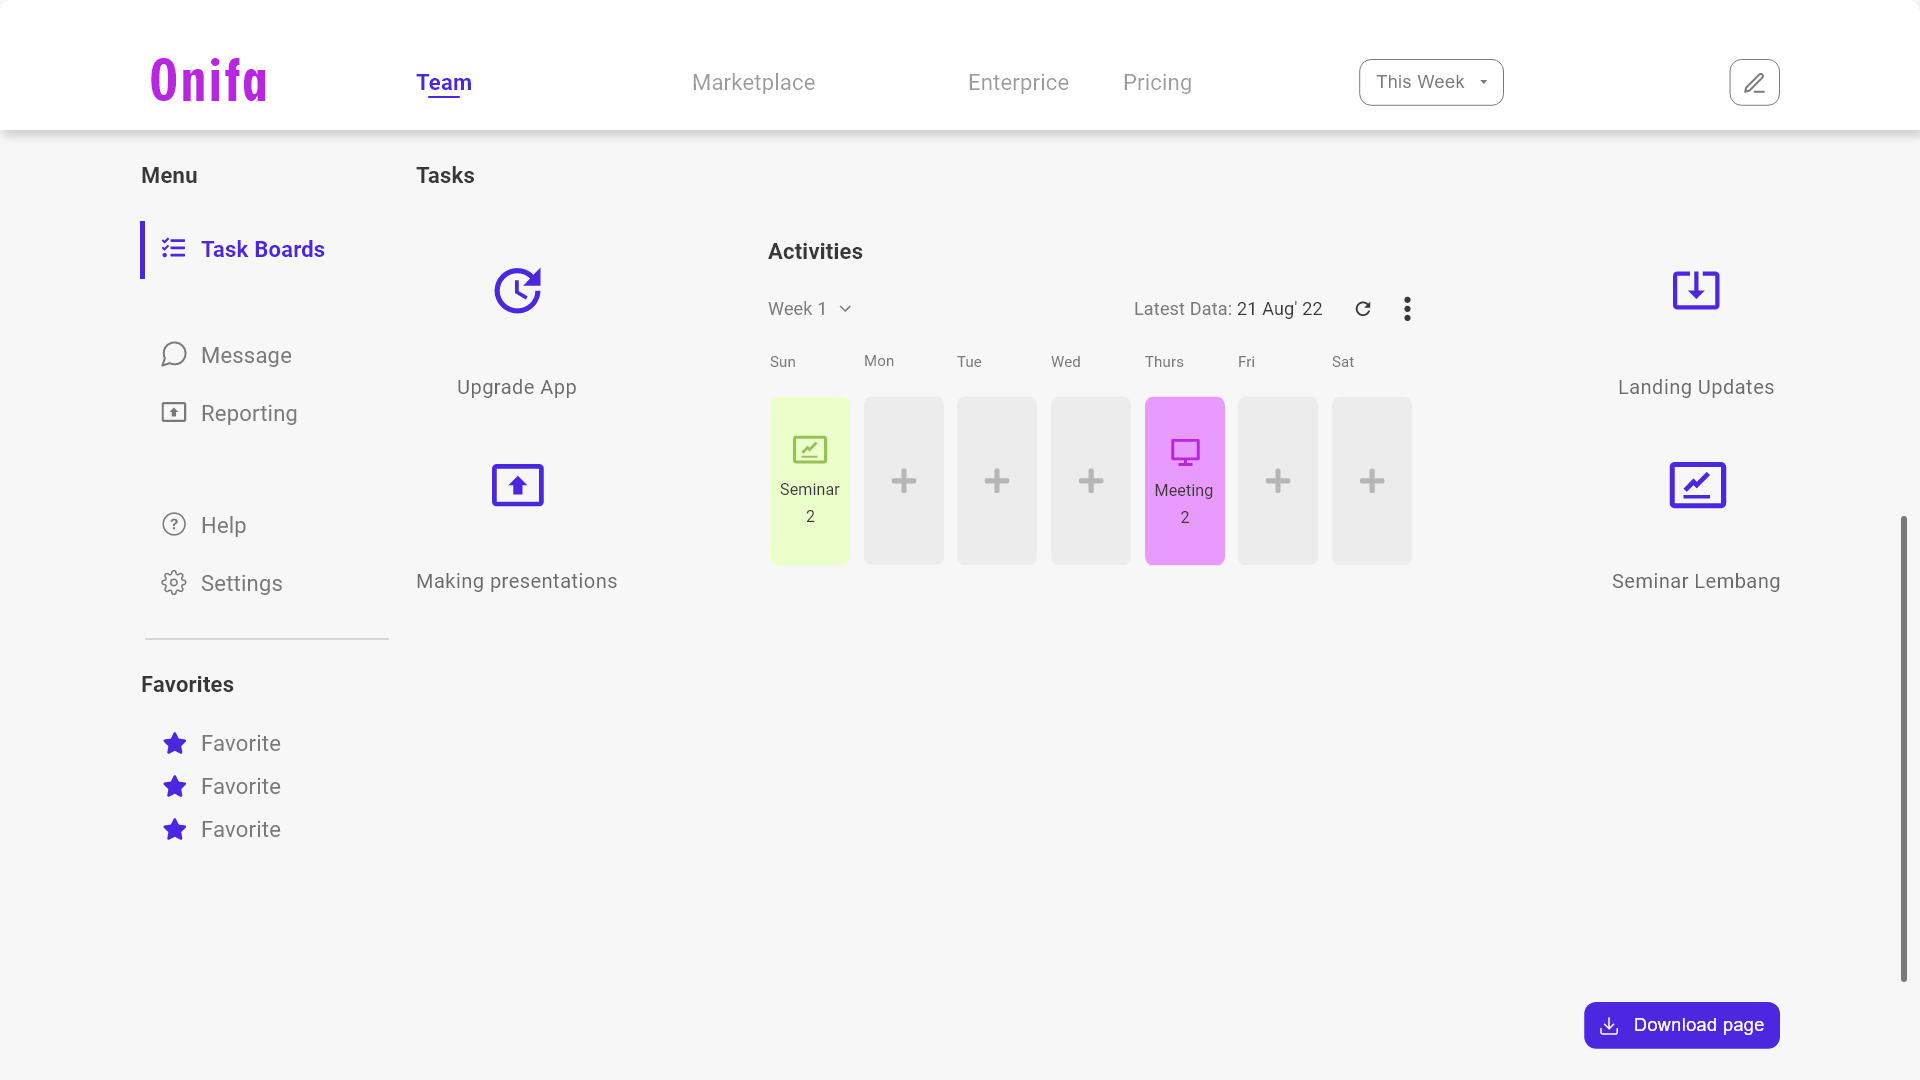 Onifa
Team
Marketplace
Enterprice
Pricing
This Week
Menu
Task Boards
Message
Reporting
Help
Settings
Favorites
Favorite
Favorite
Favorite
Tasks
Upgrade App
Making presentations
Activities
Week 1
Latest Data: 21 Aug' 22
Sun Mon Tue Wed Thurs Fri Sat
Seminar
2
Meeting
2
Landing Updates
Seminar Lembang
Download page